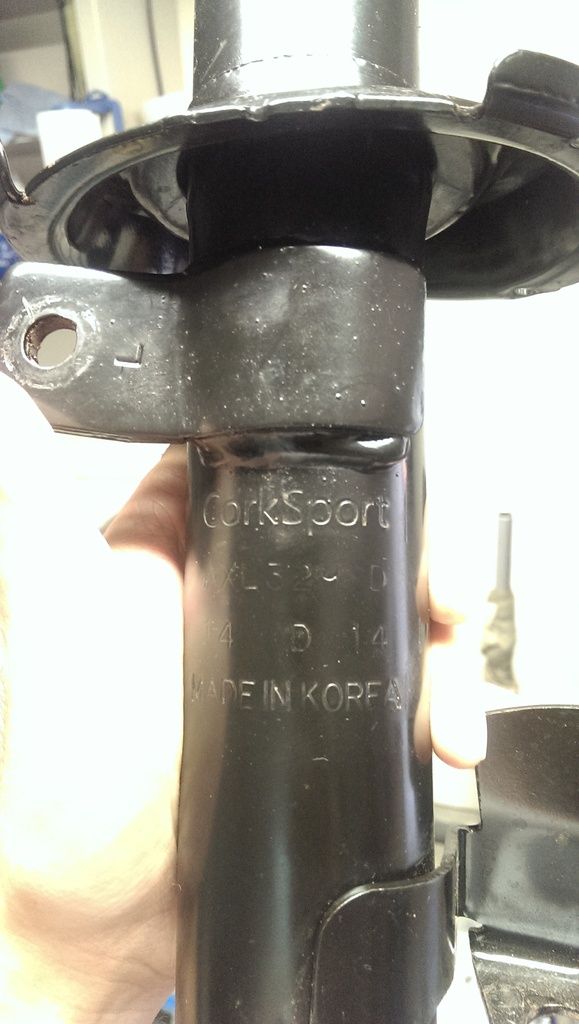 L
CorkSport
14 D 14
MADE IN KOREA